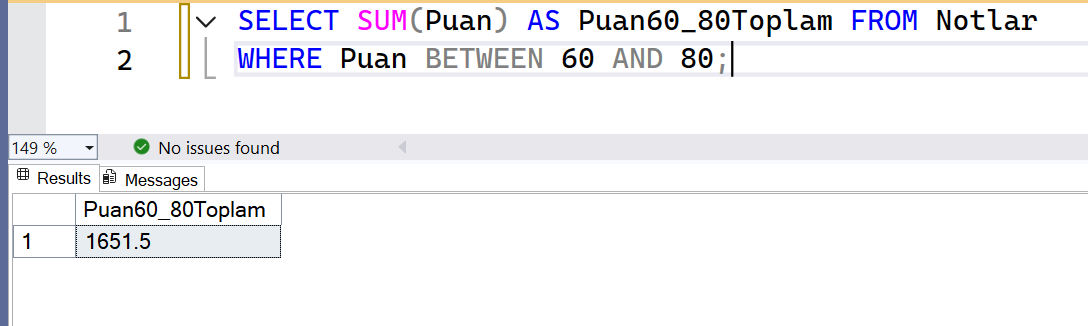 1 SELECT SUM(Puan) AS Puan60_80Toplam FROM Notlar
2 WHERE Puan BETWEEN 60 AND 80;
149 % No issues found
Results Messages
Puan60_80Toplam
1 1651.5